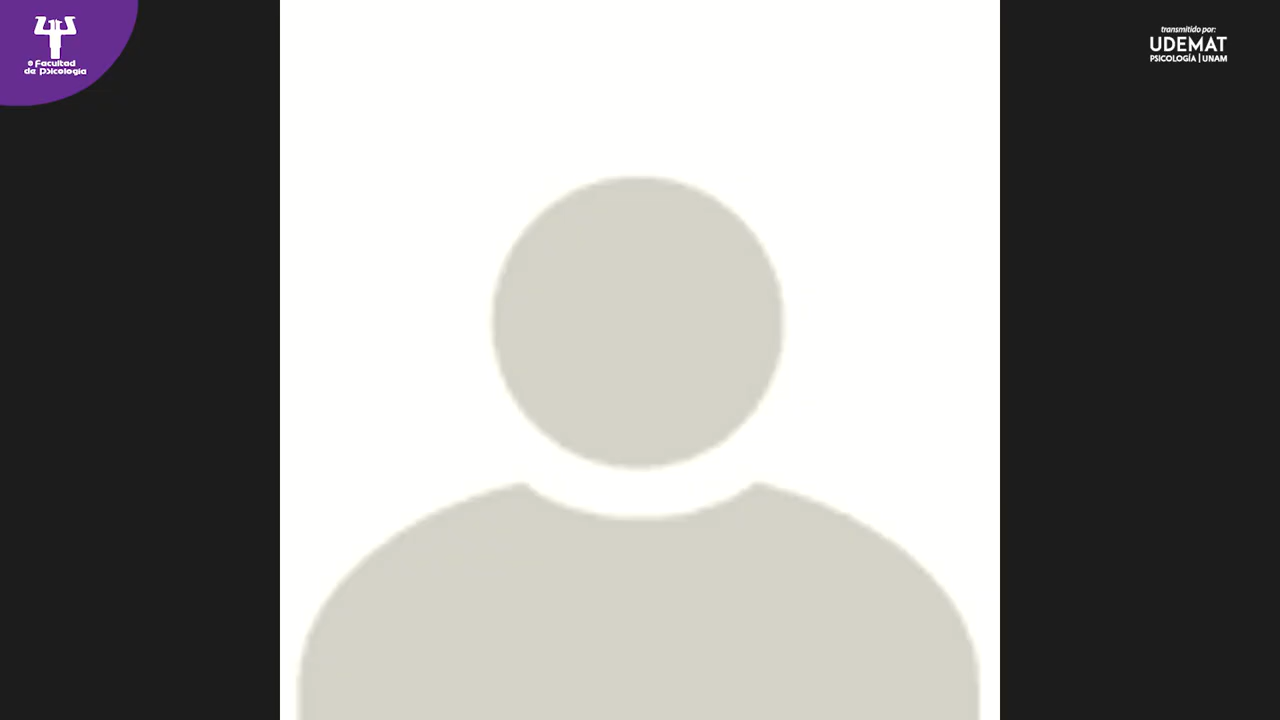 Facultad
de Psicología
transmitido por:
UDEMAT
PSICOLOGÍA | UNAM